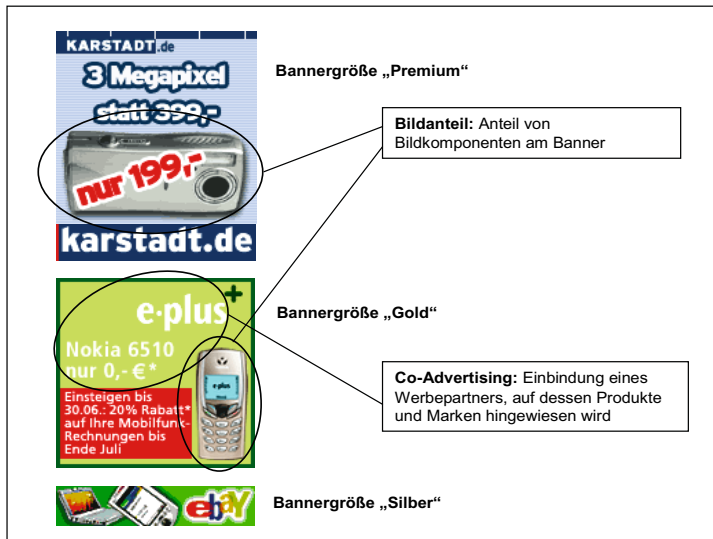 KARSTADT.de
3 Megapixel
statt 399,-
nur 199,-
karstadt.de
Bannergröße „Premium“
Bildanteil: Anteil von
Bildkomponenten am Banner
e·plus+
Nokia 6510
nur 0,- €*
e-plus
Einsteigen bis
30.06.: 20% Rabatt*
auf Ihre Mobilfunk-
Rechnungen bis
Ende Juli
Bannergröße „Gold“
Co-Advertising: Einbindung eines
Werbepartners, auf dessen Produkte
und Marken hingewiesen wird
ebaY
Bannergröße „Silber“